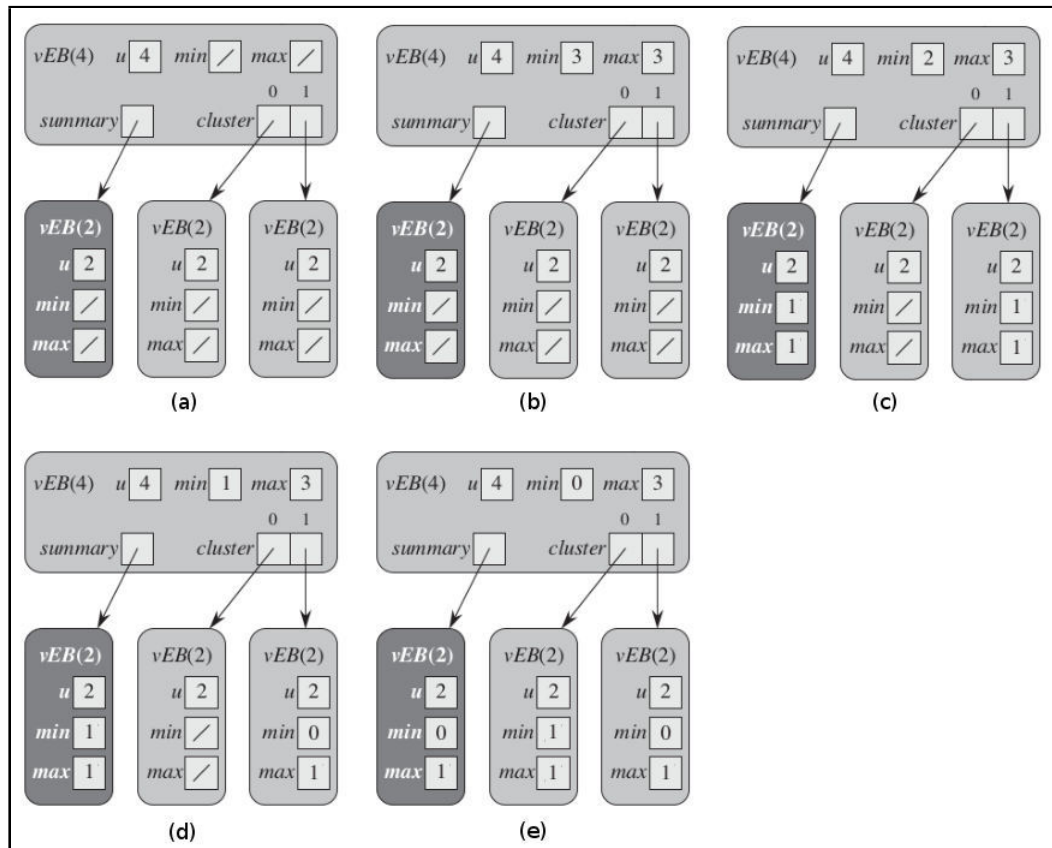 vEB(4) u 4 min / max /
0 1
summary cluster
vEB(2) vEB(2) vEB(2)
u 2 u 2 u 2
min / min / min /
max / max / max /
(a)
vEB(4) u 4 min 3 max 3
0 1
summary cluster
vEB(2) vEB(2) vEB(2)
u 2 u 2 u 2
min / min / min /
max / max / max /
(b)
vEB(4) u 4 min 2 max 3
0 1
summary cluster
vEB(2) vEB(2) vEB(2)
u 2 u 2 u 2
min 1 min / min 1
max 1 max / max 1
(c)
vEB(4) u 4 min 1 max 3
0 1
summary cluster
vEB(2) vEB(2) vEB(2)
u 2 u 2 u 2
min 1 min / min 0
max 1 max / max 1
(d)
vEB(4) u 4 min 0 max 3
0 1
summary cluster
vEB(2) vEB(2) vEB(2)
u 2 u 2 u 2
min 0 min 1 min 0
max 1 max 1 max 1
(e)